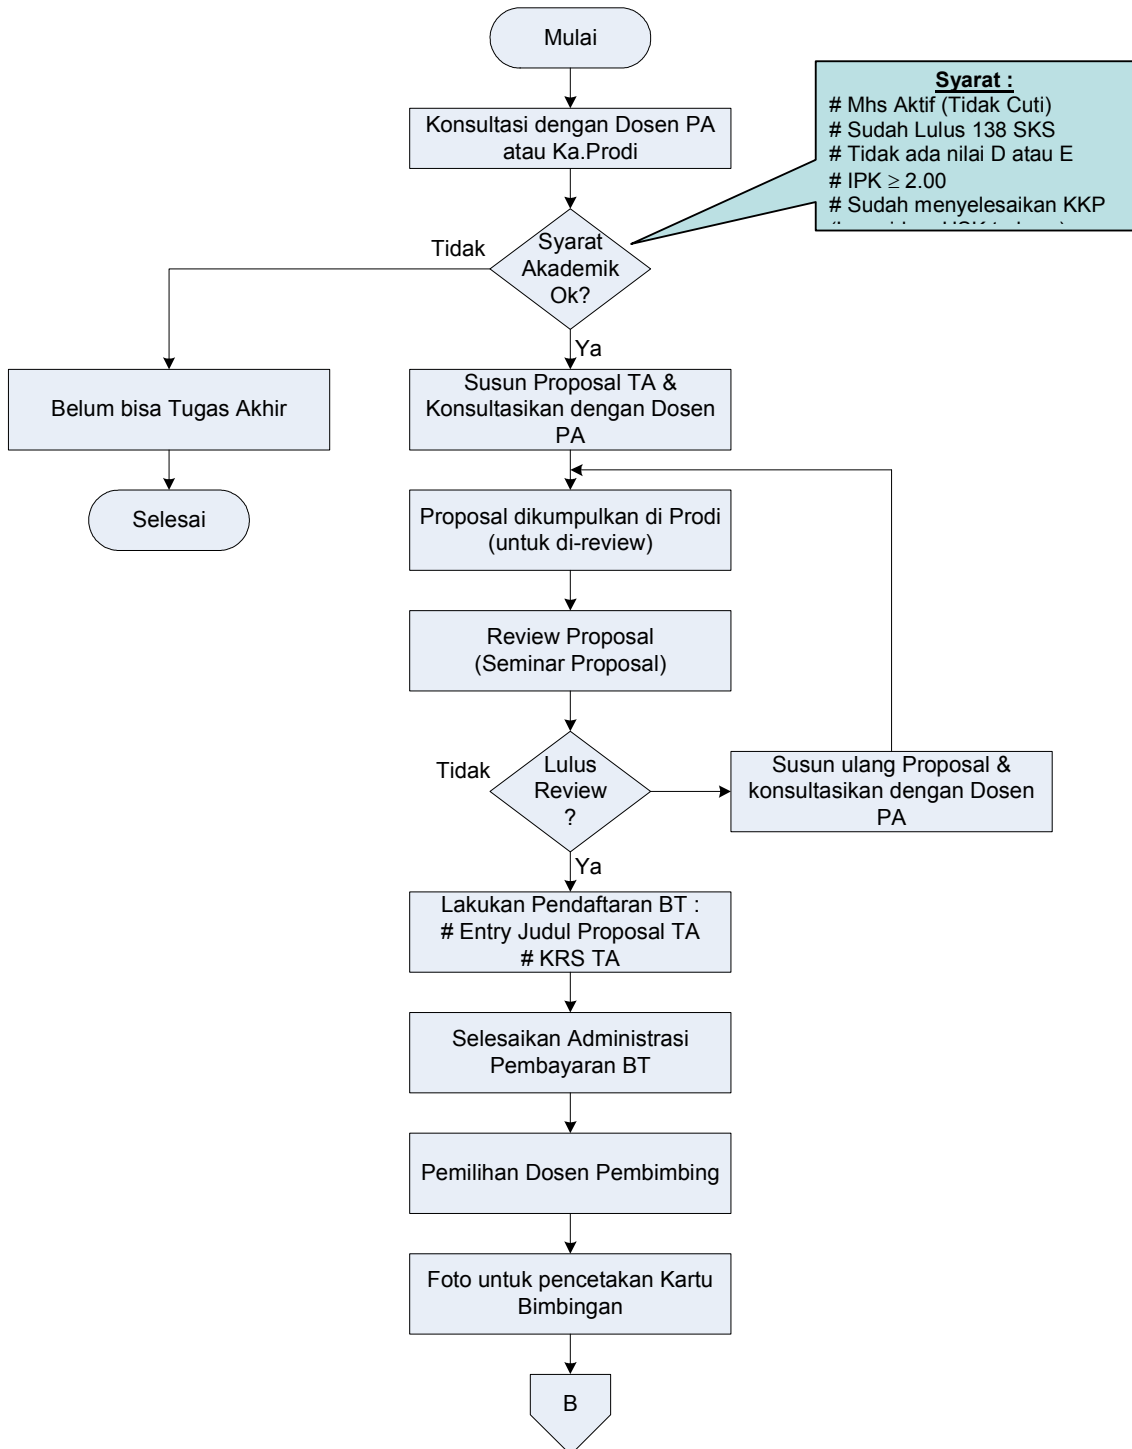 Mulai
Konsultasi dengan Dosen PA
atau Ka.Prodi
Syarat :
# Mhs Aktif (Tidak Cuti)
# Sudah Lulus 138 SKS
# Tidak ada nilai D atau E
# IPK ≥ 2.00
# Sudah menyelesaikan KKP
Syarat
Akademik
Ok?
Tidak
Ya
Belum bisa Tugas Akhir
Selesai
Susun Proposal TA &
Konsultasikan dengan Dosen
PA
Proposal dikumpulkan di Prodi
(untuk di-review)
Review Proposal
(Seminar Proposal)
Lulus
Review
?
Tidak
Susun ulang Proposal &
konsultasikan dengan Dosen
PA
Ya
Lakukan Pendaftaran BT :
# Entry Judul Proposal TA
# KRS TA
Selesaikan Administrasi
Pembayaran BT
Pemilihan Dosen Pembimbing
Foto untuk pencetakan Kartu
Bimbingan
B